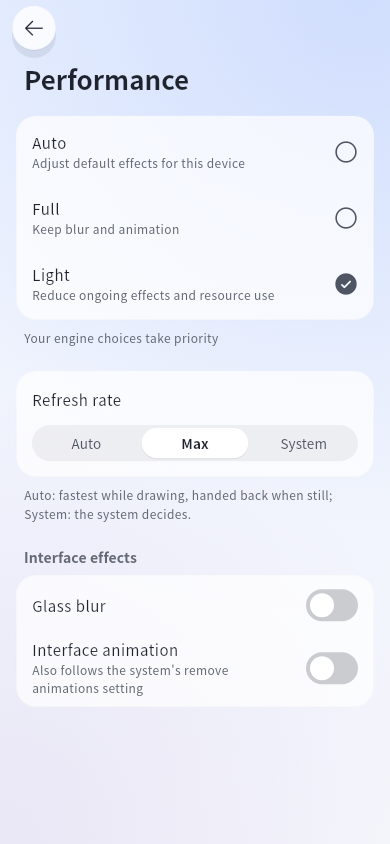 Performance
Auto
Adjust default effects for this device
Full
Keep blur and animation
Light
Reduce ongoing effects and resource use
Your engine choices take priority
Refresh rate
Auto
Max
System
Auto: fastest while drawing, handed back when still;
System: the system decides.
Interface effects
Glass blur
Interface animation
Also follows the system's remove
animations setting